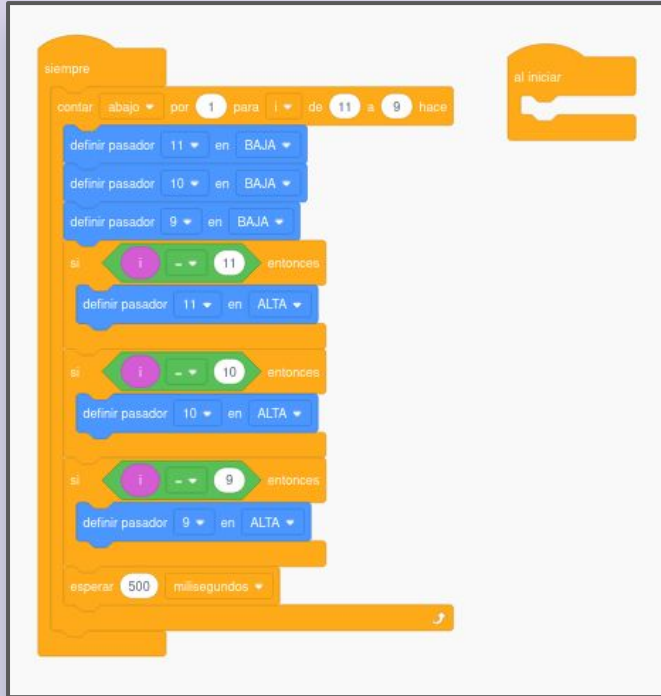 siempre
contar abajo por 1 para i de 11 a 9 hace
definir pasador 11 en BAJA
definir pasador 10 en BAJA
definir pasador 9 en BAJA
si i = 11 entonces
definir pasador 11 en ALTA
si i = 10 entonces
definir pasador 10 en ALTA
si i = 9 entonces
definir pasador 9 en ALTA
esperar 500 milisegundos
al iniciar